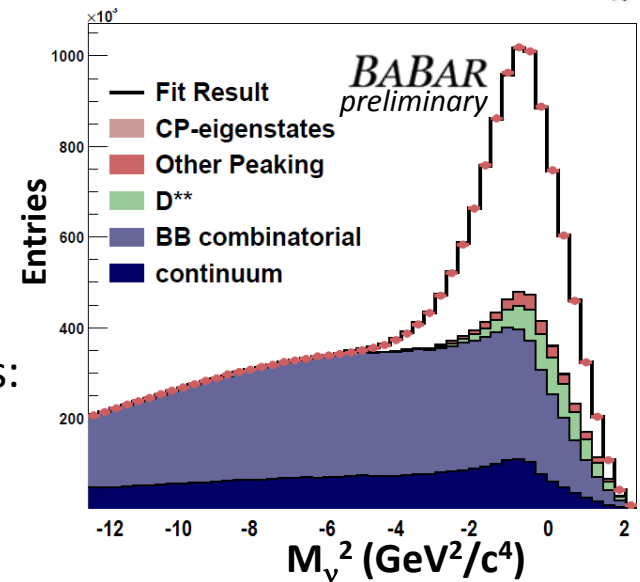 ×10³
1000
800
600
400
200
Entries
BABAR
preliminary
Fit Result
CP-eigenstates
Other Peaking
D**
BB combinatorial
continuum
s:
-12 -10 -8 -6 -4 -2 0 2
Mν² (GeV²/c⁴)